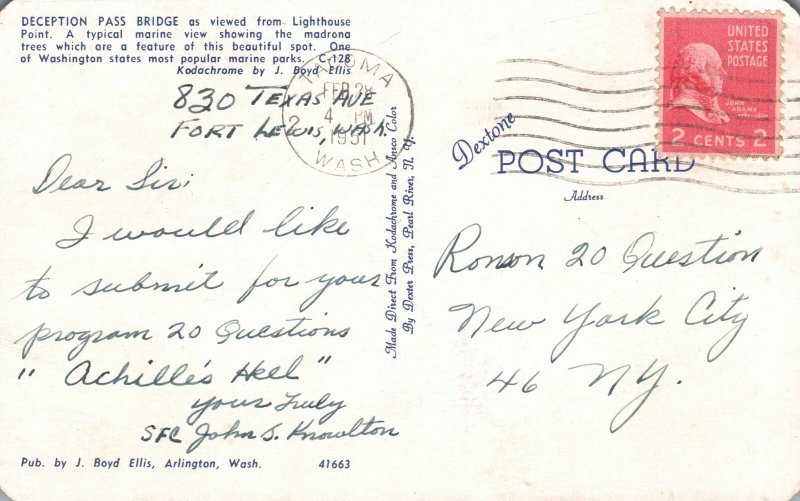 DECEPTION PASS BRIDGE as viewed from Lighthouse
Point. A typical marine view showing the madrona
trees which are a feature of this beautiful spot. One
of Washington states most popular marine parks. C-128
Kodachrome by J. Boyd Ellis
830 Texas Ave
Fort Lewis, Wash.
TACOMA
FEB 28
4 PM
1951
WASH
2
Dear Sir:
I would like
to submit for your
program 20 Questions
"Achille's Heel"
yours Truly
SFC John S. Knowlton
Pub. by J. Boyd Ellis, Arlington, Wash. 41663
Made Direct From Kodachrome and Ansco Color
By Dexter Press, Pearl River, N. Y.
UNITED
STATES
POSTAGE
JOHN
ADAMS
2 CENTS 2
Dextone
POST CARD
Address
Ronson 20 Question
New York City
46 NY.